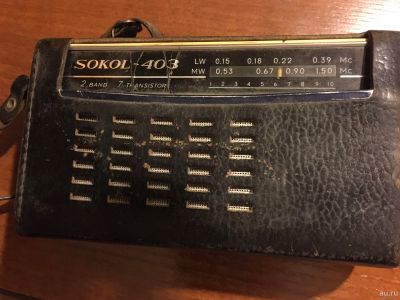 SOKOL-403 LW 0.15 0.18 0.22 0.39 Mc
MW 0.53 0.67 0.90 1.50 Mc
2 BAND 7 TRANSISTOR 1 2 3 4 5 6 7 8 9 10
au.ru